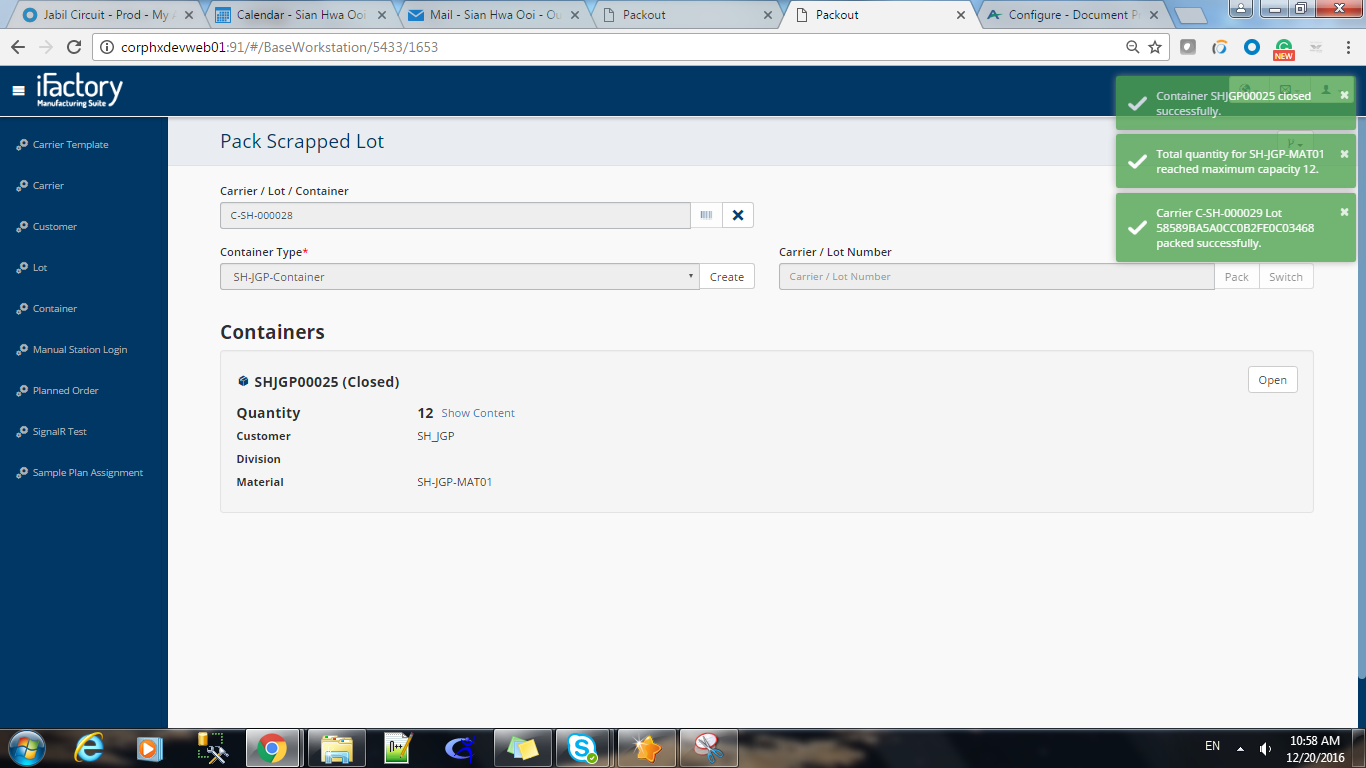 Jabil Circuit - Prod - My A
Calendar - Sian Hwa Ooi
Mail - Sian Hwa Ooi - Ou
Packout
Packout
Configure - Document P
corphxdevweb01:91/#/BaseWorkstation/5433/1653
NEW
iFactory
Manufacturing Suite
Container SHJGP00025 closed
successfully.
Total quantity for SH-JGP-MAT01
reached maximum capacity 12.
Carrier C-SH-000029 Lot
58589BA5A0CC0B2FE0C03468
packed successfully.
Carrier Template
Carrier
Customer
Lot
Container
Manual Station Login
Planned Order
SignalR Test
Sample Plan Assignment
Pack Scrapped Lot
Carrier / Lot / Container
C-SH-000028
Container Type*
SH-JGP-Container
Create
Carrier / Lot Number
Carrier / Lot Number
Pack
Switch
Containers
SHJGP00025 (Closed)
Open
Quantity 12 Show Content
Customer SH_JGP
Division
Material SH-JGP-MAT01
EN
10:58 AM
12/20/2016